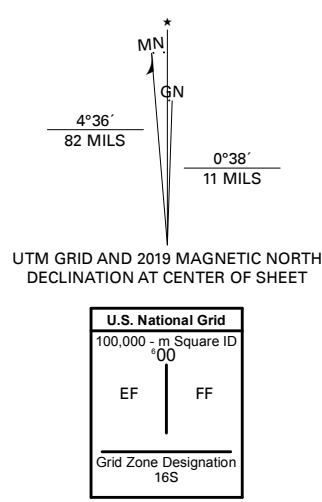 ★
MN
GN
4°36´
82 MILS
0°38´
11 MILS
UTM GRID AND 2019 MAGNETIC NORTH
DECLINATION AT CENTER OF SHEET
U.S. National Grid
100,000 - m Square ID
⁶00
EF FF
Grid Zone Designation
16S